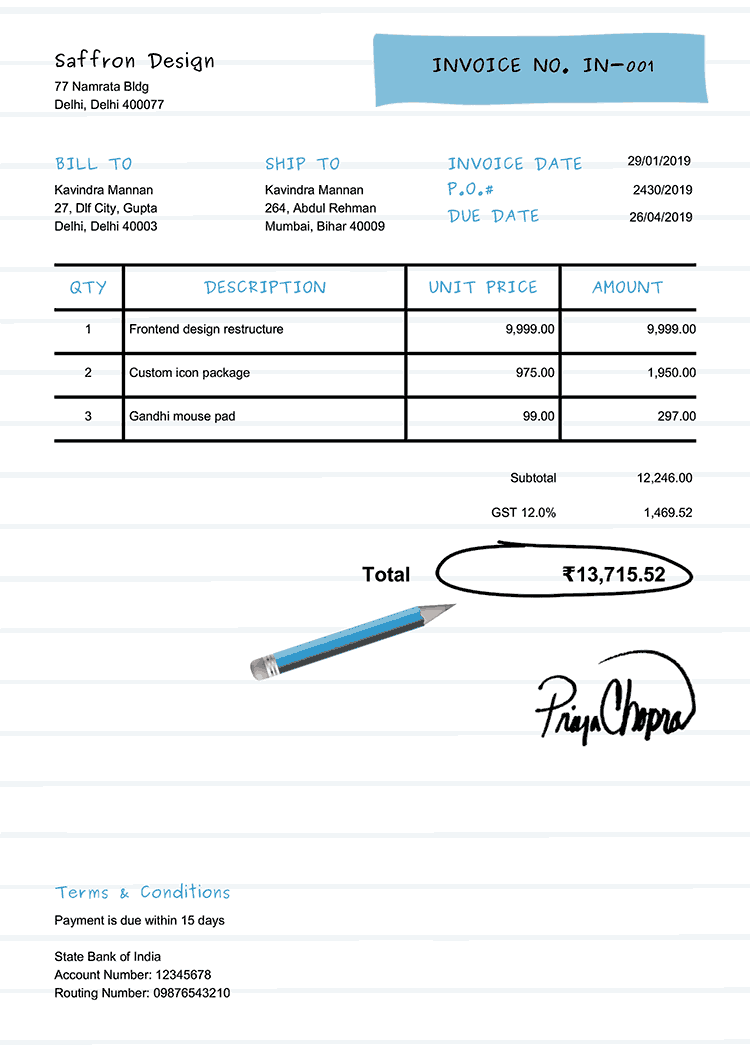 Saffron Design
77 Namrata Bldg
Delhi, Delhi 400077
INVOICE NO. IN-001
BILL TO
Kavindra Mannan
27, Dlf City, Gupta
Delhi, Delhi 40003
SHIP TO
Kavindra Mannan
264, Abdul Rehman
Mumbai, Bihar 40009
INVOICE DATE 29/01/2019
P.O.# 2430/2019
DUE DATE 26/04/2019
QTY DESCRIPTION UNIT PRICE AMOUNT
1 Frontend design restructure 9,999.00 9,999.00
2 Custom icon package 975.00 1,950.00
3 Gandhi mouse pad 99.00 297.00
Subtotal 12,246.00
GST 12.0% 1,469.52
Total ₹13,715.52
Priya Chopra
Terms & Conditions
Payment is due within 15 days
State Bank of India
Account Number: 12345678
Routing Number: 09876543210